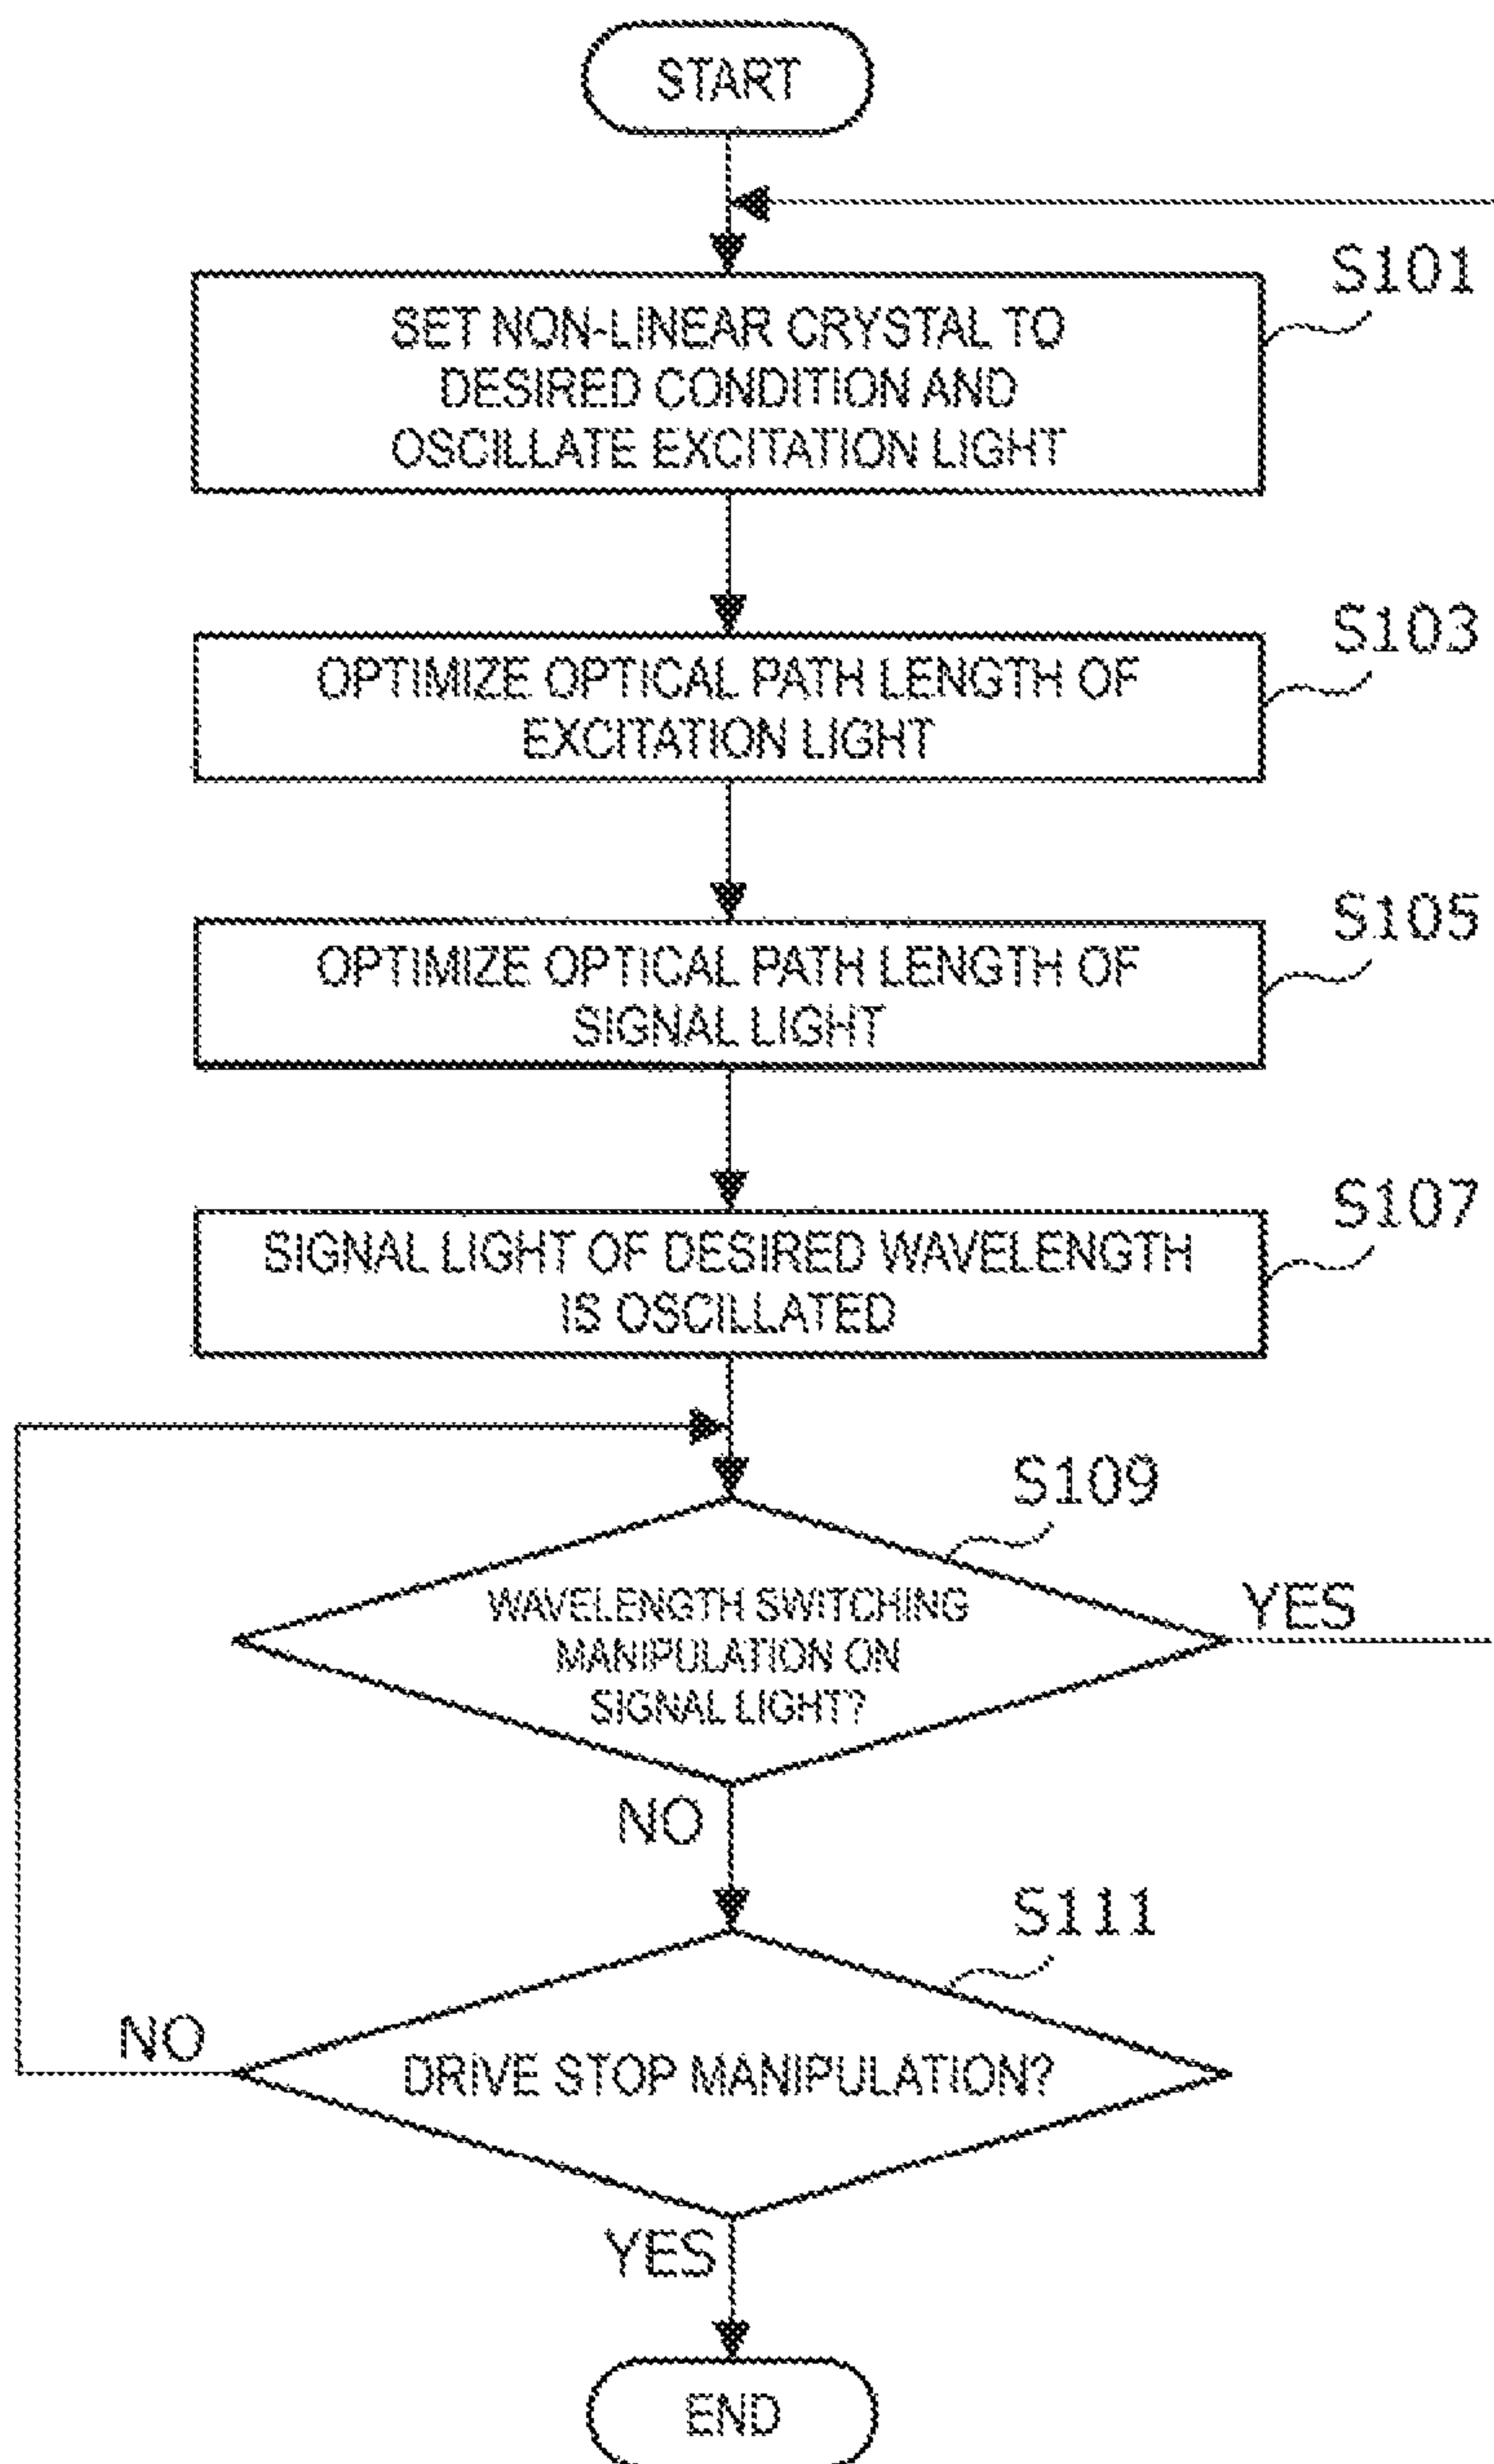 START
S101
SET NON-LINEAR CRYSTAL TO
DESIRED CONDITION AND
OSCILLATE EXCITATION LIGHT
S103
OPTIMIZE OPTICAL PATH LENGTH OF
EXCITATION LIGHT
S105
OPTIMIZE OPTICAL PATH LENGTH OF
SIGNAL LIGHT
S107
SIGNAL LIGHT OF DESIRED WAVELENGTH
IS OSCILLATED
S109
WAVELENGTH SWITCHING
MANIPULATION ON
SIGNAL LIGHT?
YES
NO
S111
DRIVE STOP MANIPULATION?
NO
YES
END